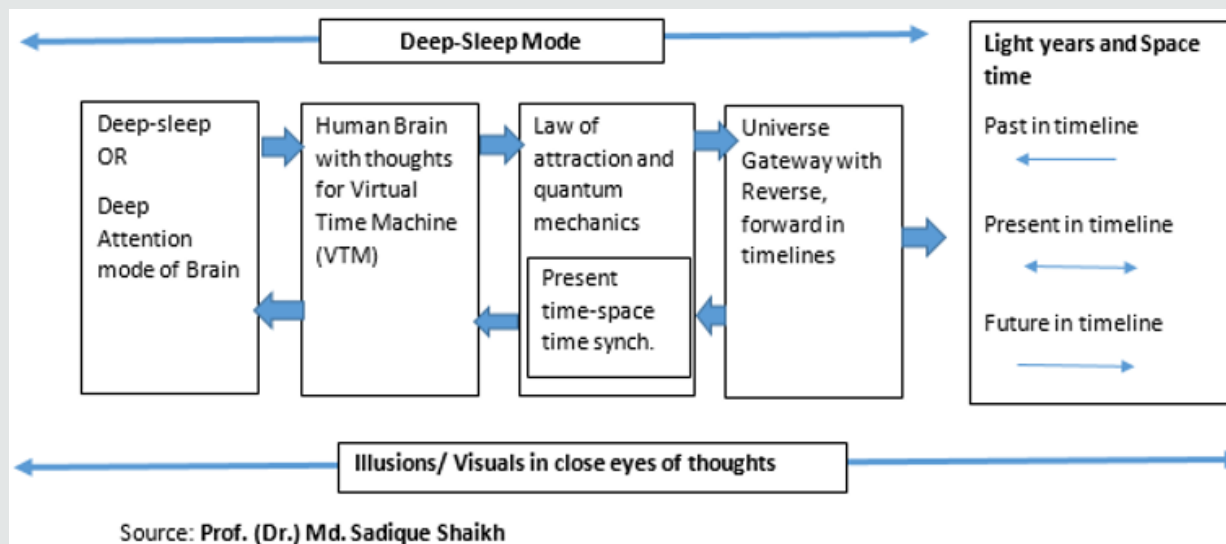 Deep-Sleep Mode
Deep-sleep
OR
Deep
Attention
mode of Brain
Human Brain
with thoughts
for Virtual
Time Machine
(VTM)
Law of
attraction and
quantum
mechanics
Present
time-space
time synch.
Universe
Gateway with
Reverse,
forward in
timelines
Light years and Space
time
Past in timeline
Present in timeline
Future in timeline
Illusions/ Visuals in close eyes of thoughts
Source: Prof. (Dr.) Md. Sadique Shaikh